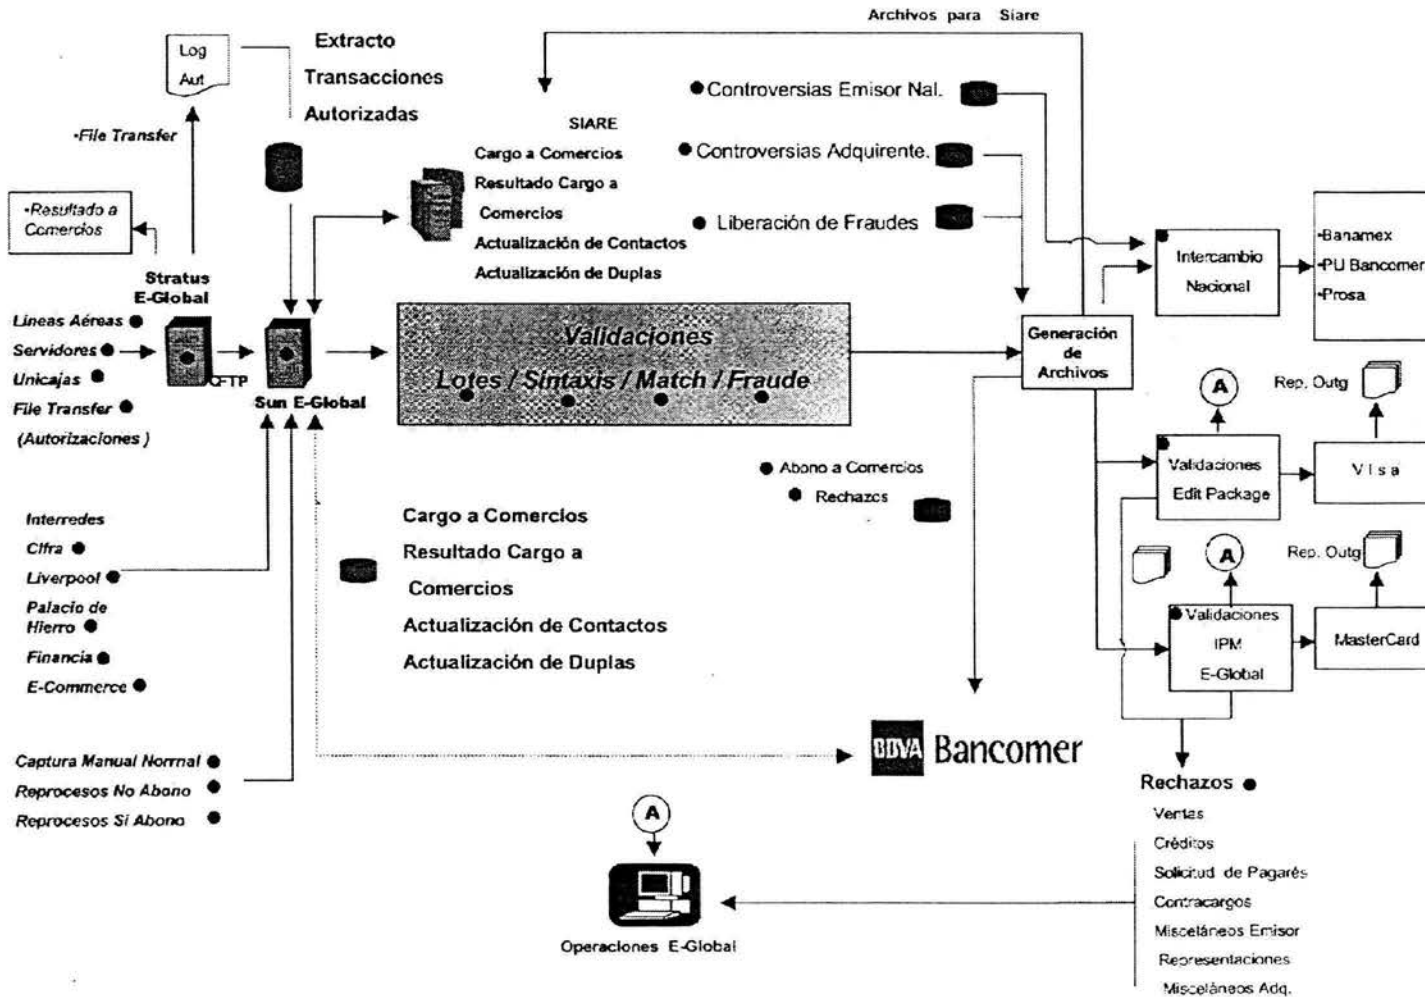 Archivos para Siare
Log
Aut
Extracto
Transacciones
Autorizadas
•File Transfer
•Resultado a
Comercios
SIARE
Cargo a Comercios
Resultado Cargo a
Comercios
Actualización de Contactos
Actualización de Duplas
Controversias Emisor Nal.
Controversias Adquirente.
Liberación de Fraudes
Intercambio
Nacional
•Banamex
•PU Bancomer
•Prosa
Stratus
E-Global
Líneas Aéreas
Servidores
Unicajas
File Transfer
(Autorizaciones)
CFTP
Sun E-Global
Validaciones
Lotes / Sintaxis / Match / Fraude
Generación
de
Archivos
A
Rep. Outg
Validaciones
Edit Package
Visa
Abono a Comercios
Rechazos
A
Rep. Outg
Validaciones
IPM
E-Global
MasterCard
Interredes
Cifra
Liverpool
Palacio de
Hierro
Financia
E-Commerce
Cargo a Comercios
Resultado Cargo a
Comercios
Actualización de Contactos
Actualización de Duplas
BBVA Bancomer
Captura Manual Normal
Reprocesos No Abono
Reprocesos Si Abono
A
Operaciones E-Global
Rechazos
Ventas
Créditos
Solicitud de Pagarés
Contracargos
Misceláneos Emisor
Representaciones
Misceláneos Adq.